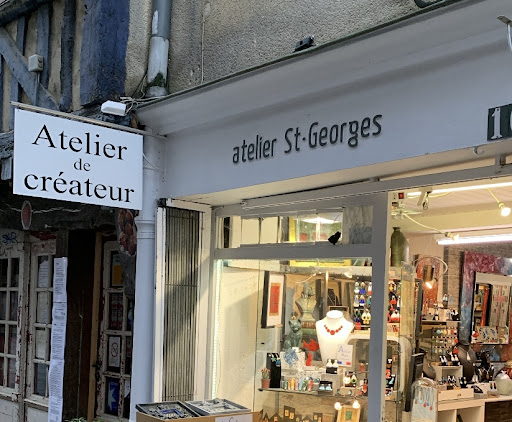 Atelier
de
créateur
atelier St-Georges